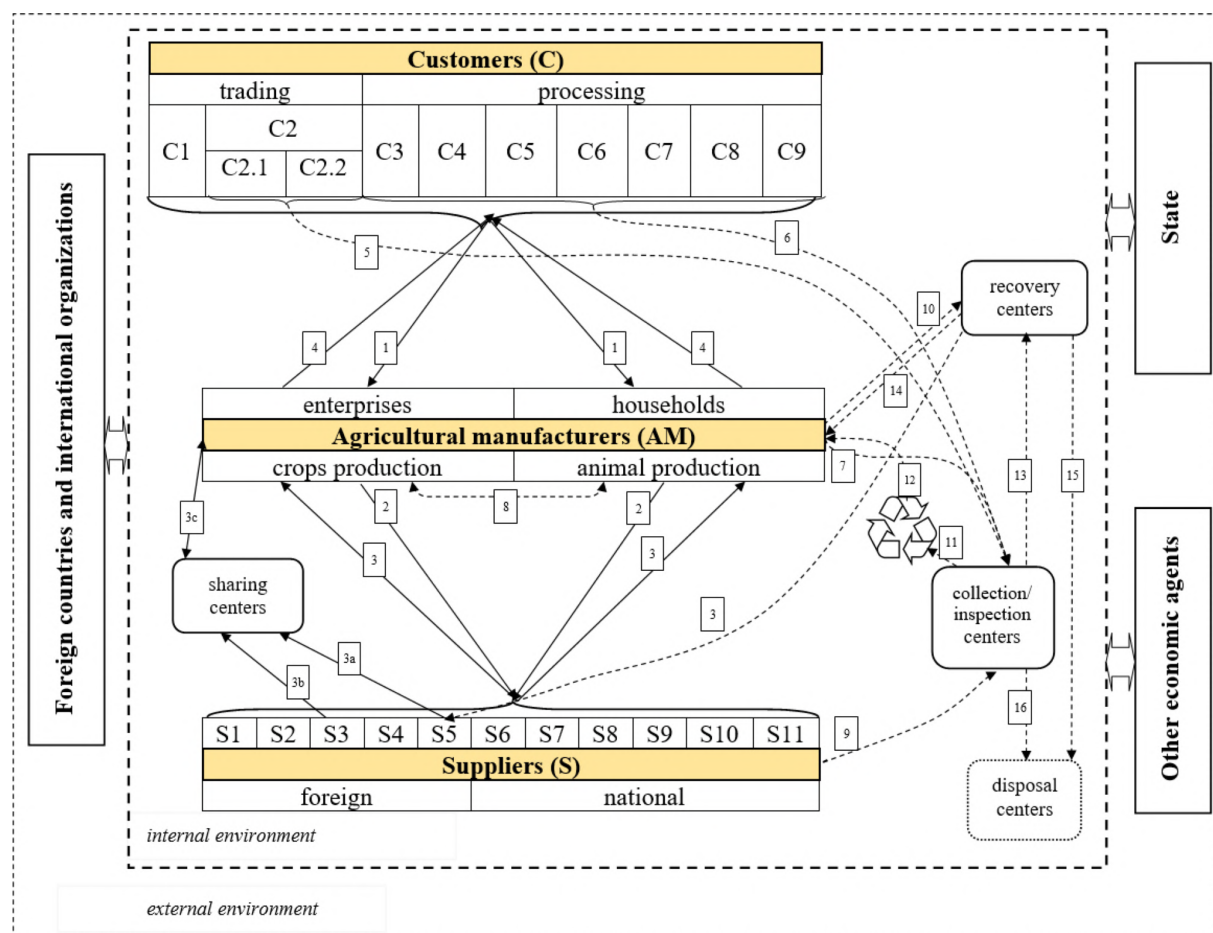 Customers (C)
trading
processing
C1
C2
C2.1
C2.2
C3
C4
C5
C6
C7
C8
C9
Foreign countries and international organizations
State
Other economic agents
5
6
recovery
centers
10
4
1
1
4
14
enterprises
households
Agricultural manufacturers (AM)
crops production
animal production
7
12
13
15
3c
2
8
2
11
3
3
sharing
centers
collection/
inspection
centers
3
3a
3b
16
9
S1
S2
S3
S4
S5
S6
S7
S8
S9
S10
S11
Suppliers (S)
foreign
national
disposal
centers
internal environment
external environment